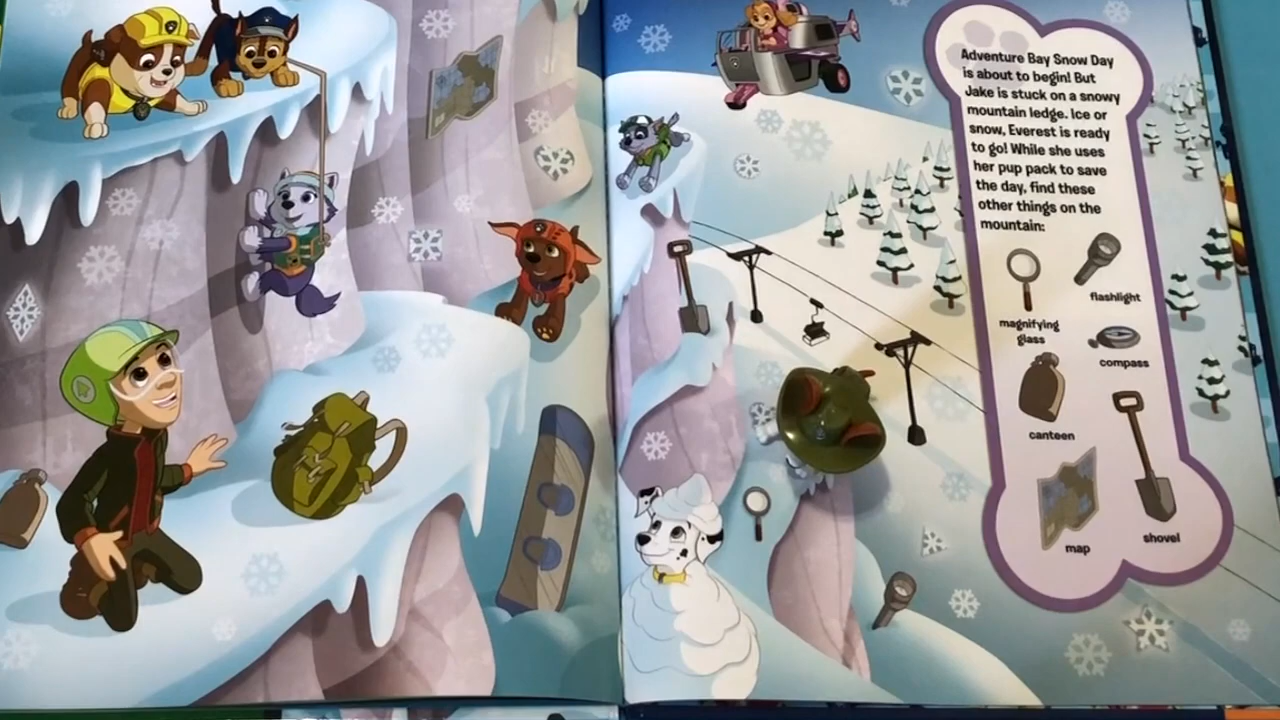 Adventure Bay Snow Day
is about to begin! But
Jake is stuck on a snowy
mountain ledge. Ice or
snow, Everest is ready
to go! While she uses
her pup pack to save
the day, find these
other things on the
mountain:
flashlight
magnifying
glass
compass
canteen
map
shovel